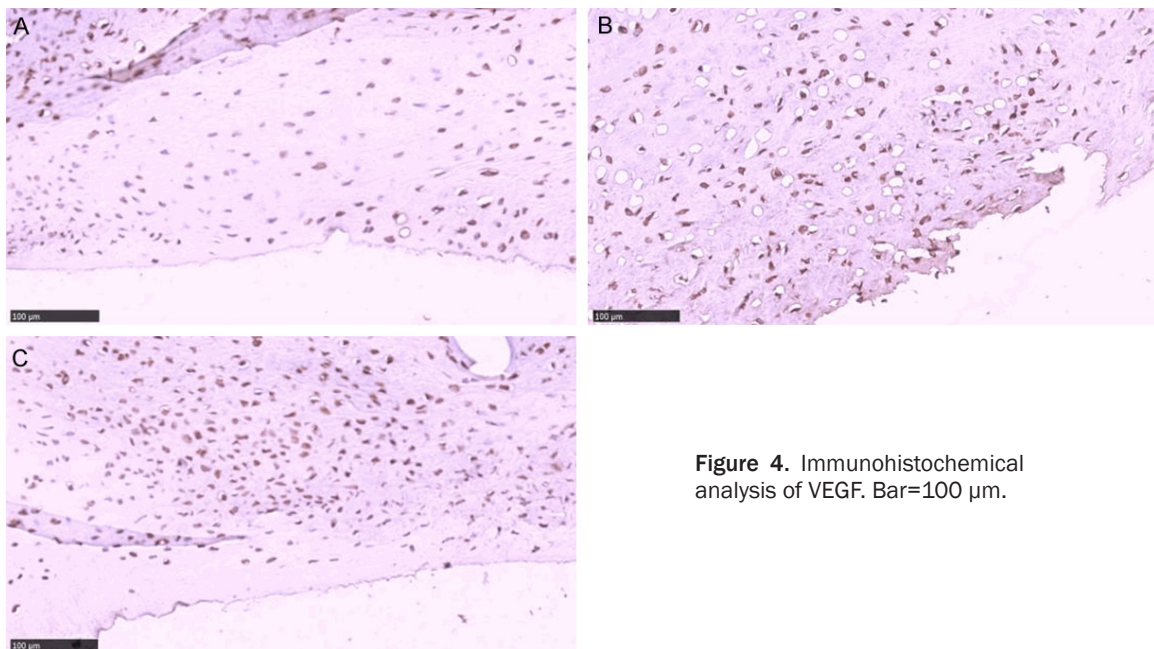 A
B
100 µm
100 µm
C
100 µm
Figure 4. Immunohistochemical
analysis of VEGF. Bar=100 µm.